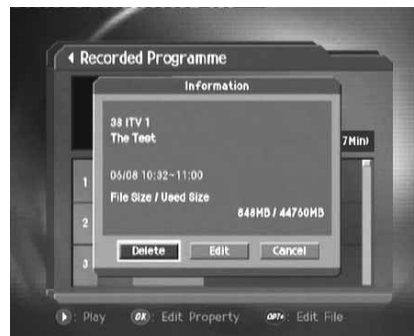 Recorded Programme
Information
38 ITV 1
The Test
7Min)
06/08 10:32~11:00
File Size / Used Size
848MB / 44760MB
1
2
3
Delete Edit Cancel
: Play OK: Edit Property OPT+: Edit File